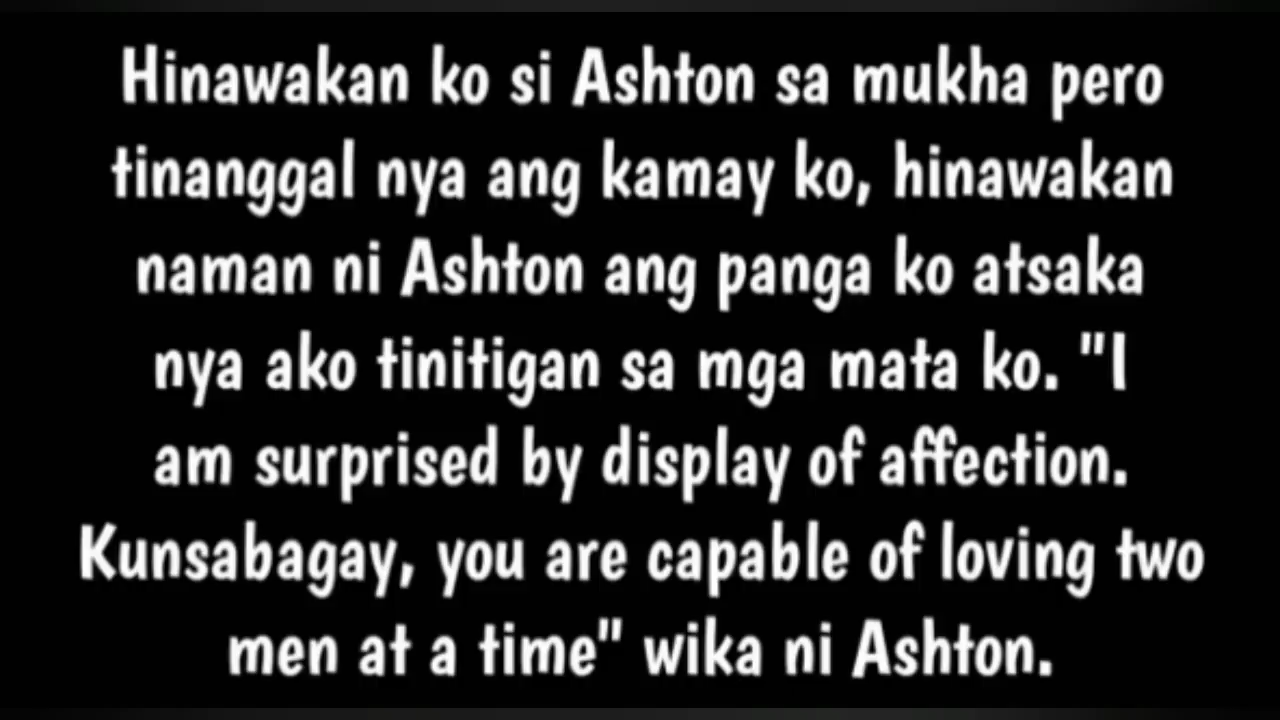 Hinawakan ko si Ashton sa mukha pero
tinanggal nya ang kamay ko, hinawakan
naman ni Ashton ang panga ko atsaka
nya ako tinitigan sa mga mata ko. "I
am surprised by display of affection.
Kunsabagay, you are capable of loving two
men at a time" wika ni Ashton.